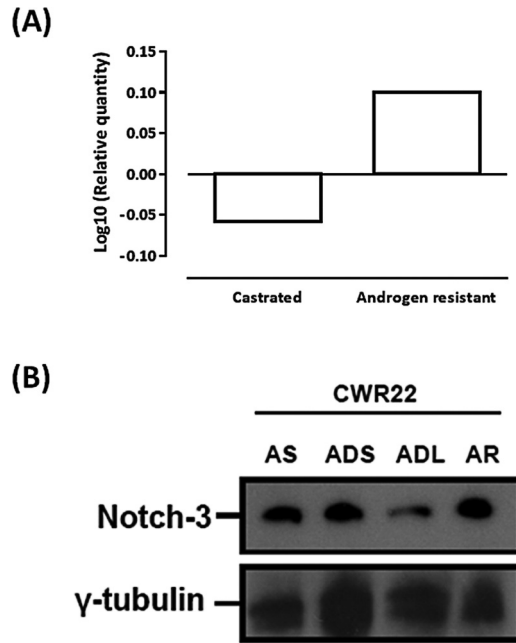 (A)
Log10 (Relative quantity)
0.15
0.10
0.05
0.00
-0.05
-0.10
Castrated Androgen resistant
(B)
CWR22
AS ADS ADL AR
Notch-3
γ-tubulin